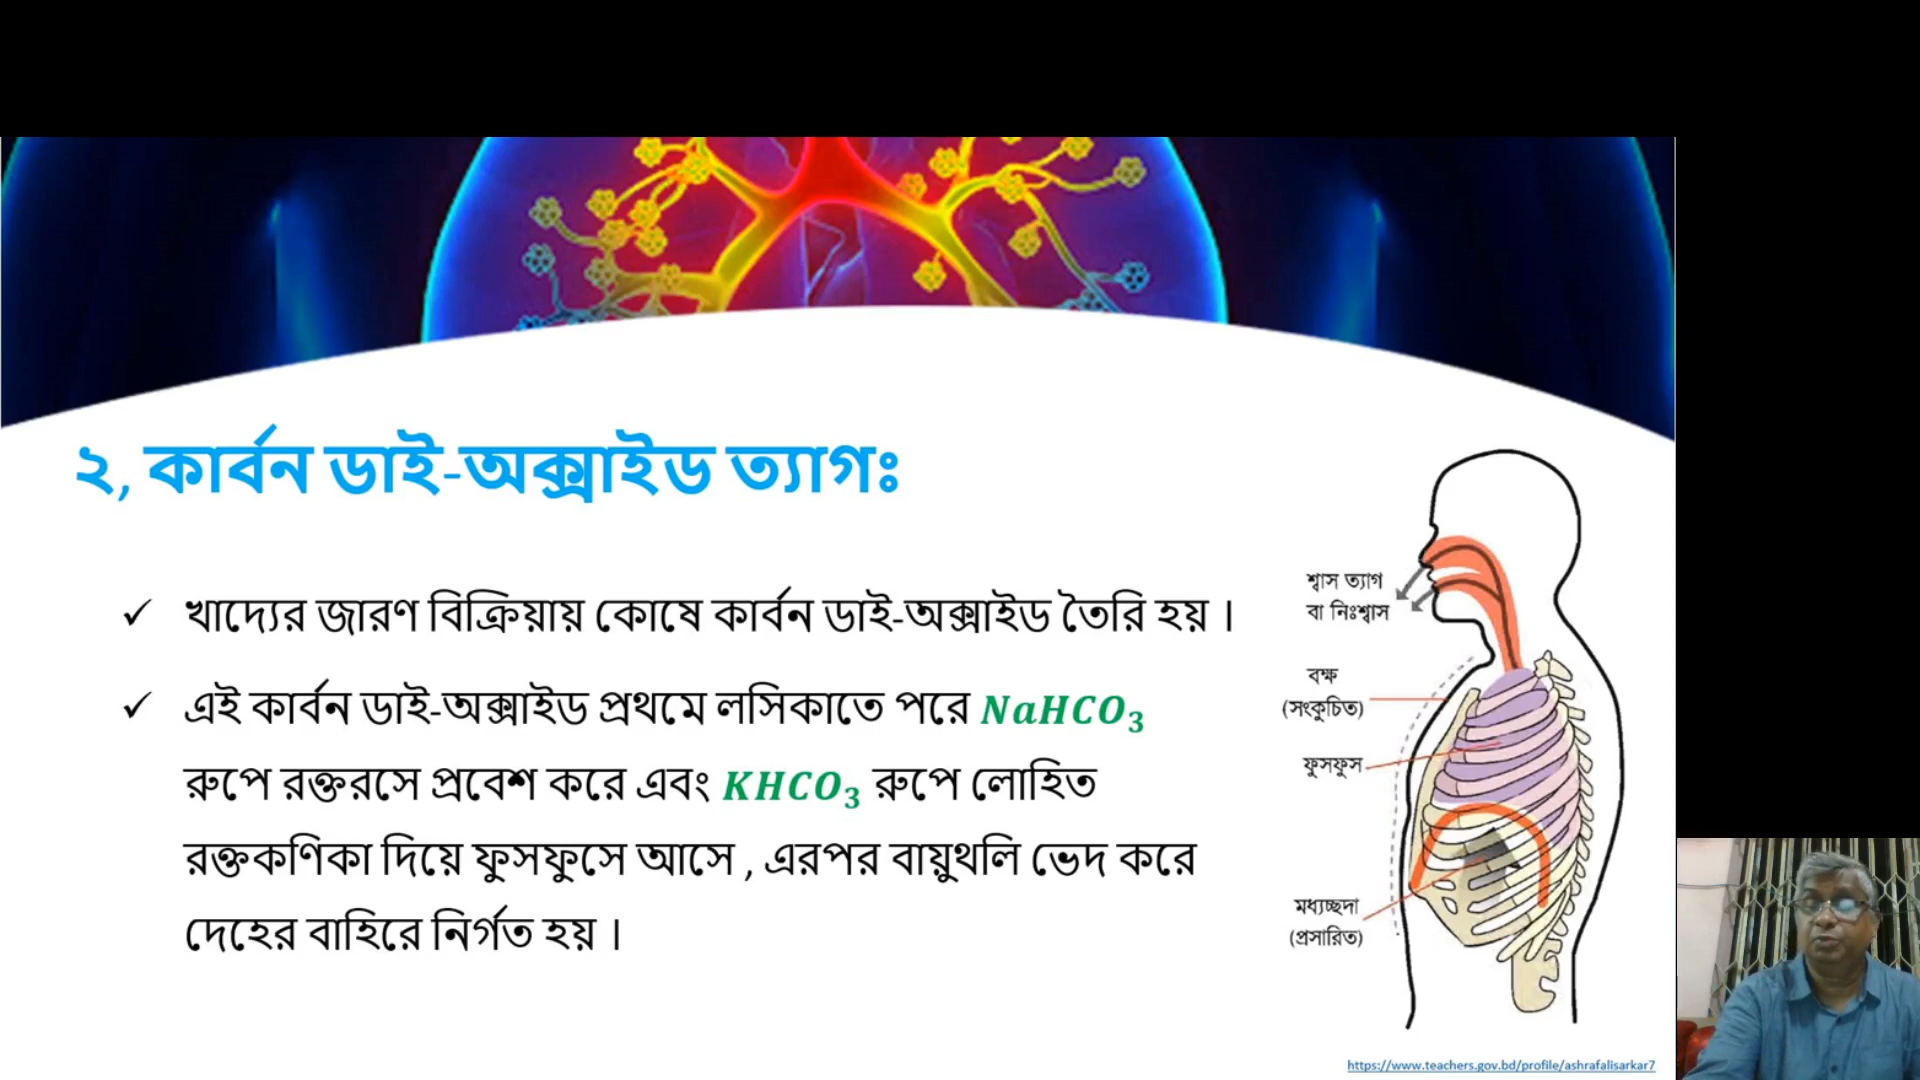 ২, কার্বন ডাই-অক্সাইড ত্যাগঃ
✓ খাদ্যের জারণ বিক্রিয়ায় কোষে কার্বন ডাই-অক্সাইড তৈরি হয় ।
✓ এই কার্বন ডাই-অক্সাইড প্রথমে লসিকাতে পরে NaHCO₃
রুপে রক্তরসে প্রবেশ করে এবং KHCO₃ রুপে লোহিত
রক্তকণিকা দিয়ে ফুসফুসে আসে , এরপর বায়ুথলি ভেদ করে
দেহের বাহিরে নির্গত হয় ।
শ্বাস ত্যাগ
বা নিঃশ্বাস
বক্ষ
(সংকুচিত)
ফুসফুস
মধ্যচ্ছদা
(প্রসারিত)
https://www.teachers.gov.bd/profile/ashrafalisarkar7